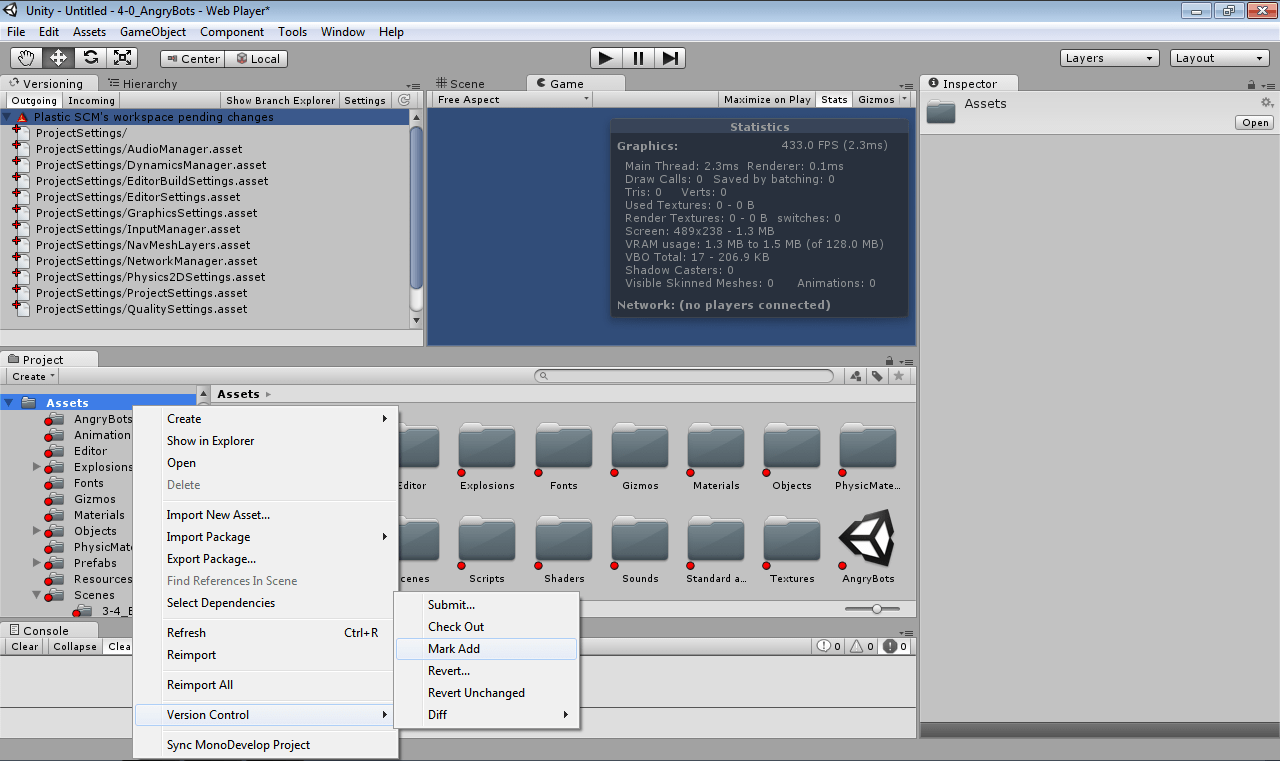 Unity - Untitled - 4-0_AngryBots - Web Player*
File Edit Assets GameObject Component Tools Window Help
Center Local Layers Layout
Versioning Hierarchy
Outgoing Incoming Show Branch Explorer Settings
Plastic SCM's workspace pending changes
ProjectSettings/
ProjectSettings/AudioManager.asset
ProjectSettings/DynamicsManager.asset
ProjectSettings/EditorBuildSettings.asset
ProjectSettings/EditorSettings.asset
ProjectSettings/GraphicsSettings.asset
ProjectSettings/InputManager.asset
ProjectSettings/NavMeshLayers.asset
ProjectSettings/NetworkManager.asset
ProjectSettings/Physics2DSettings.asset
ProjectSettings/ProjectSettings.asset
ProjectSettings/QualitySettings.asset
Scene Game
Free Aspect Maximize on Play Stats Gizmos
Statistics
Graphics: 433.0 FPS (2.3ms)
Main Thread: 2.3ms Renderer: 0.1ms
Draw Calls: 0 Saved by batching: 0
Tris: 0 Verts: 0
Used Textures: 0 - 0 B
Render Textures: 0 - 0 B switches: 0
Screen: 489x238 - 1.3 MB
VRAM usage: 1.3 MB to 1.5 MB (of 128.0 MB)
VBO Total: 17 - 206.9 KB
Shadow Casters: 0
Visible Skinned Meshes: 0 Animations: 0
Network: (no players connected)
Inspector
Assets
Open
Project
Create
Assets
AngryBots
Animation
Editor
Explosions
Fonts
Gizmos
Materials
Objects
PhysicMate
Prefabs
Resources
Scenes
3-4_
Assets
Editor Explosions Fonts Gizmos Materials Objects PhysicMate...
cenes Scripts Shaders Sounds Standard a... Textures AngryBots
Create
Show in Explorer
Open
Delete
Import New Asset...
Import Package
Export Package...
Find References In Scene
Select Dependencies
Refresh Ctrl+R
Reimport
Reimport All
Version Control
Sync MonoDevelop Project
Submit...
Check Out
Mark Add
Revert...
Revert Unchanged
Diff
Console
Clear Collapse Clea 0 0 0